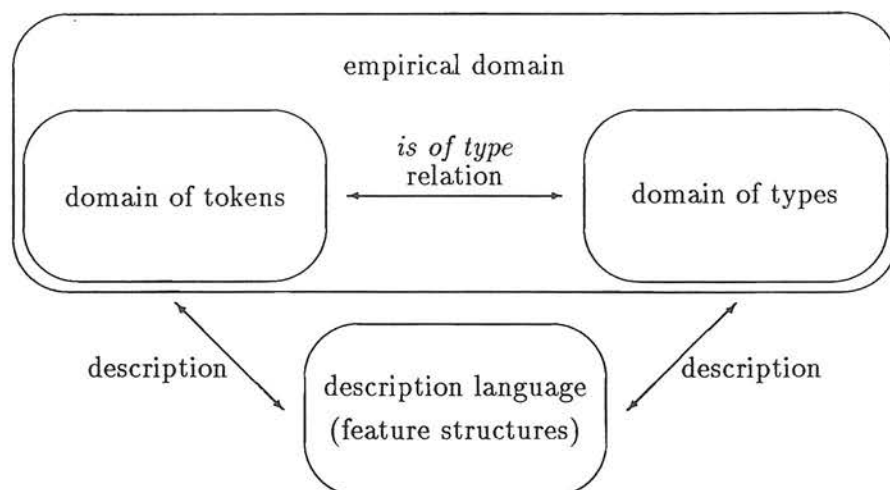 empirical domain
is of type
relation
domain of tokens
domain of types
description
description
description language
(feature structures)